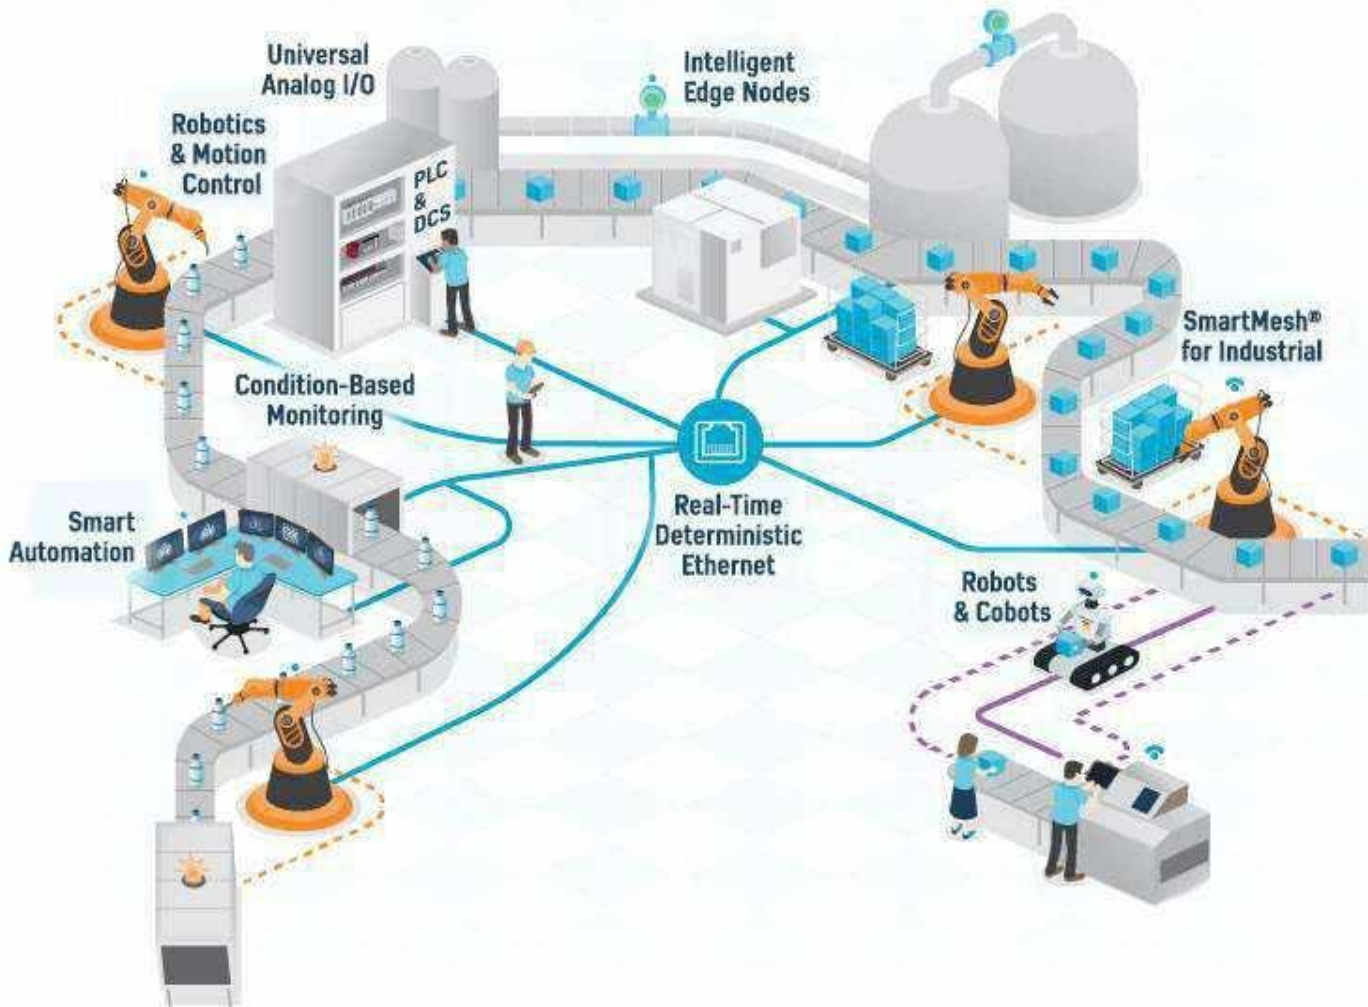 Universal
Analog I/O
Intelligent
Edge Nodes
Robotics
& Motion
Control
PLC
&
DCS
SmartMesh®
for Industrial
Condition-Based
Monitoring
Smart
Automation
Real-Time
Deterministic
Ethernet
Robots
& Cobots